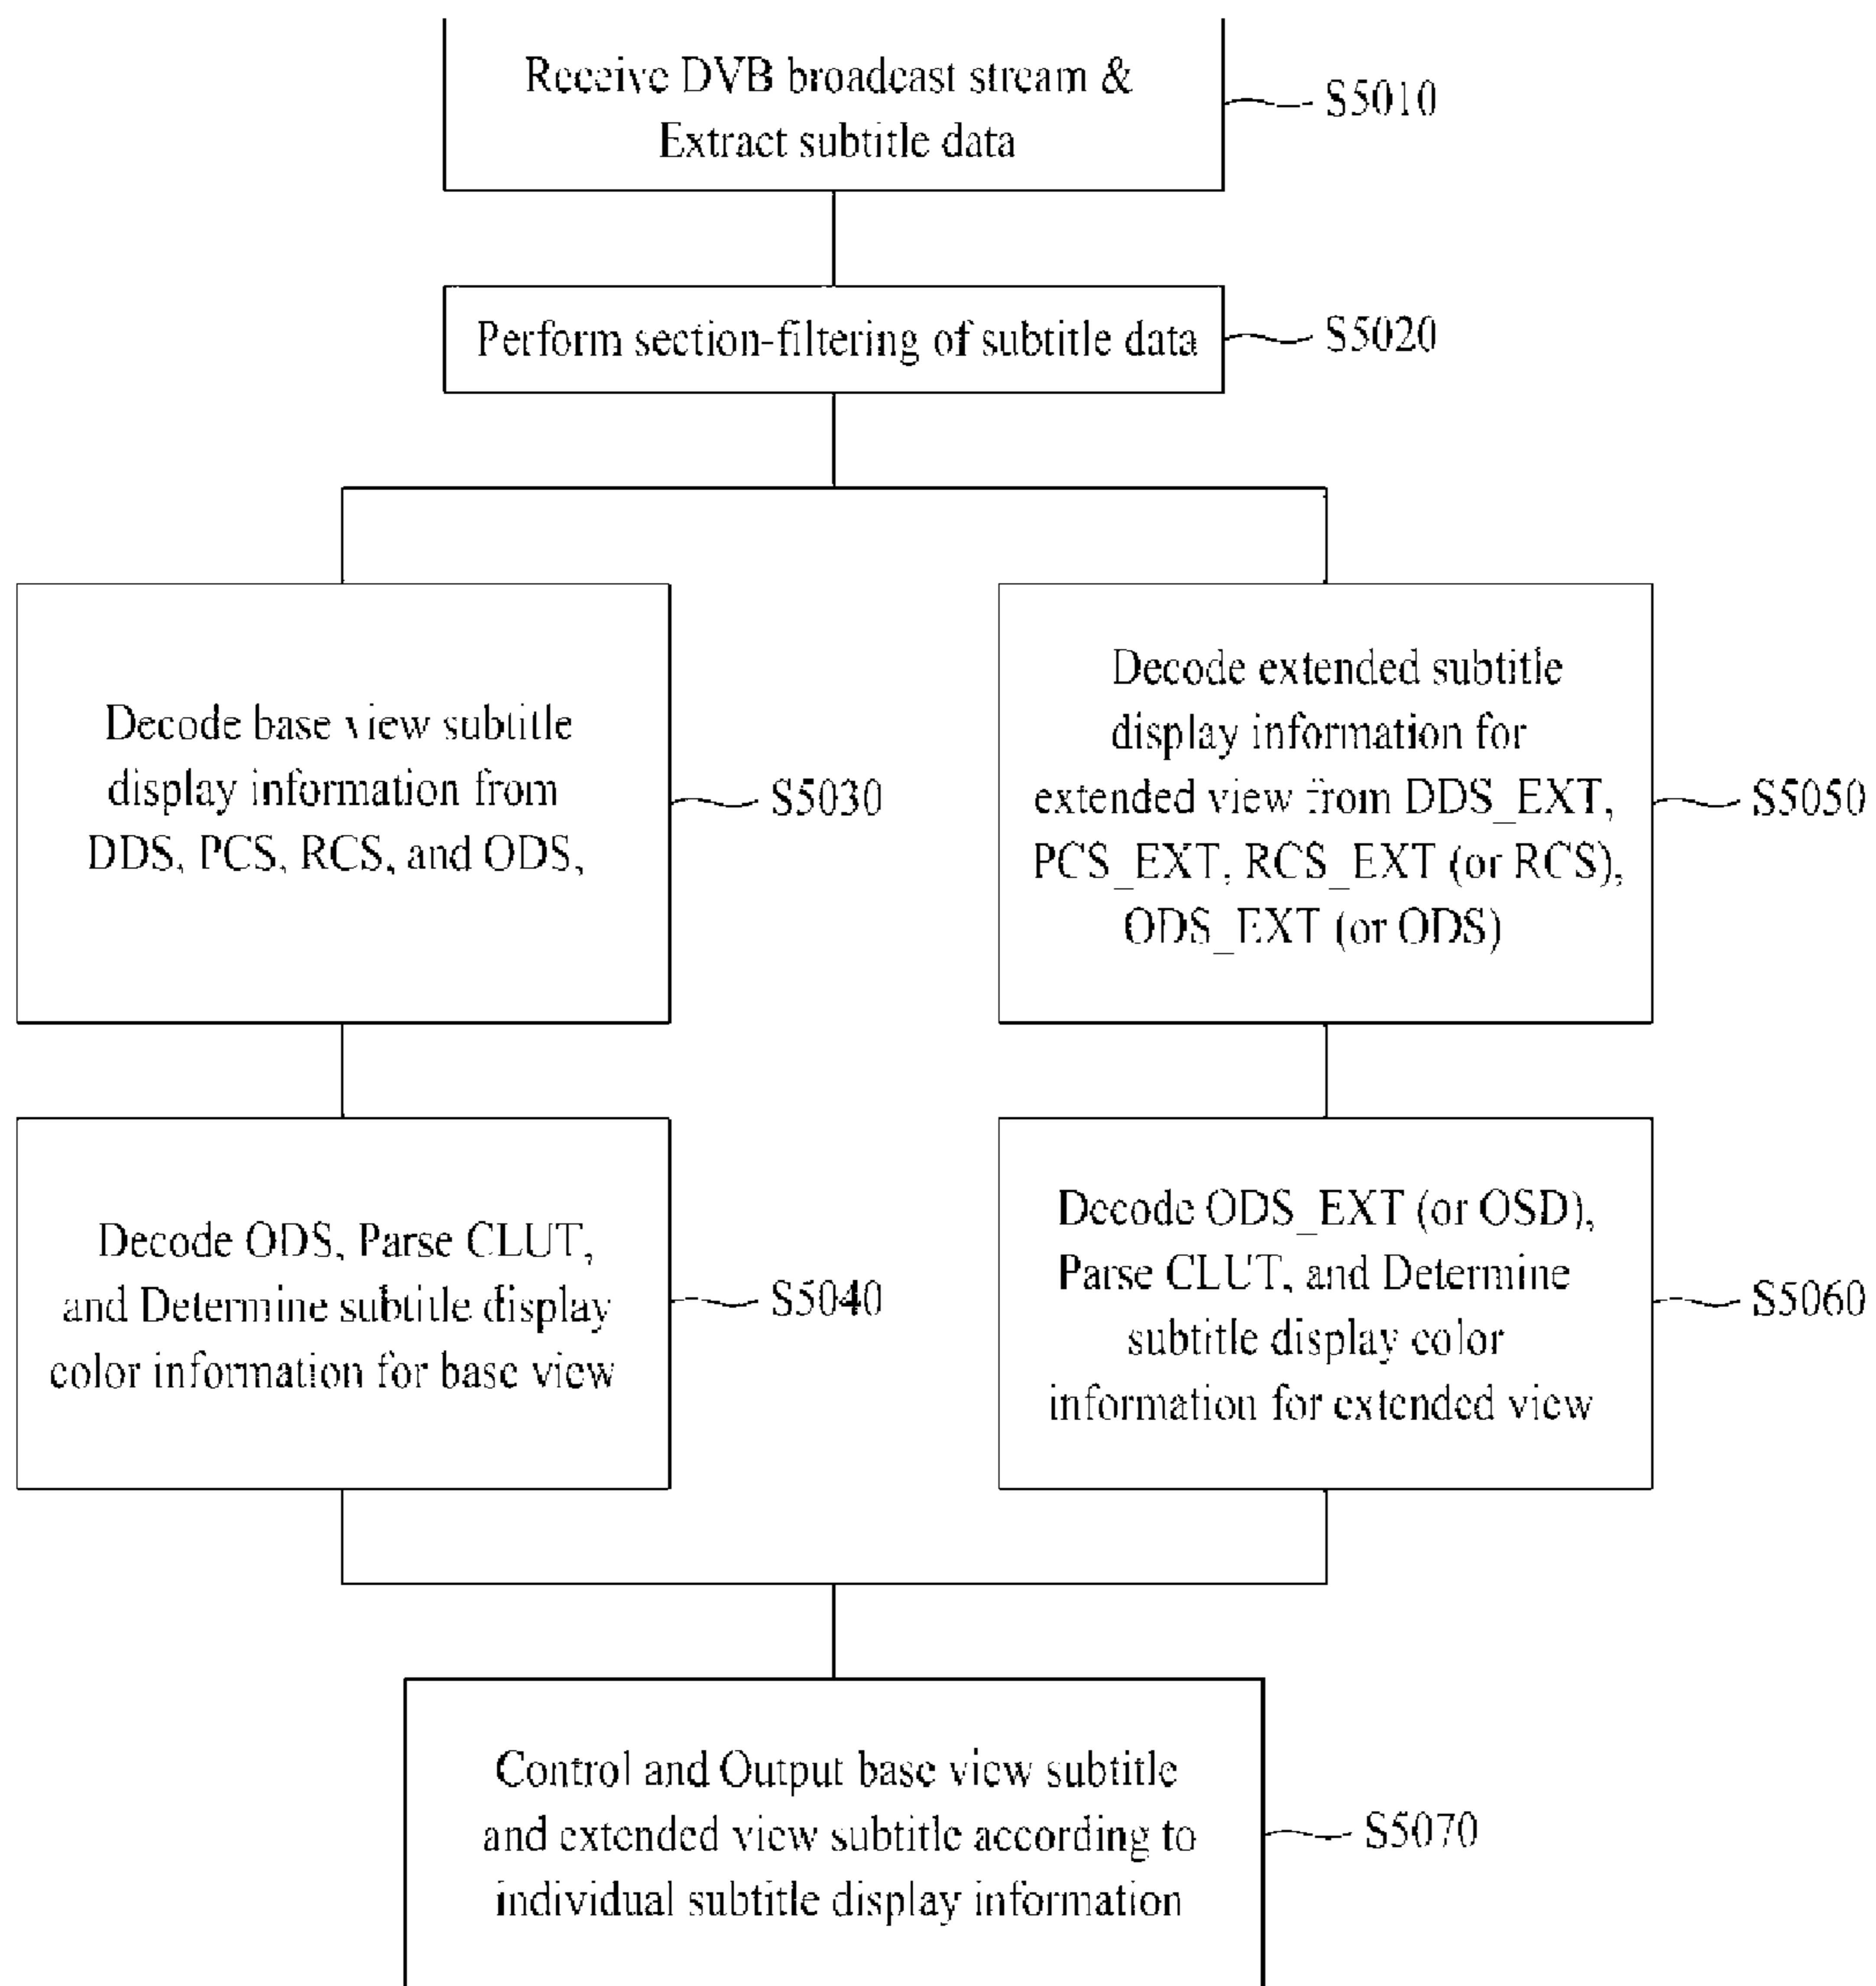 Receive DVB broadcast stream &
Extract subtitle data
S5010
Perform section-filtering of subtitle data
S5020
Decode base view subtitle
display information from
DDS, PCS, RCS, and ODS,
S5030
Decode extended subtitle
display information for
extended view from DDS_EXT,
PCS_EXT, RCS_EXT (or RCS),
ODS_EXT (or ODS)
S5050
Decode ODS, Parse CLUT,
and Determine subtitle display
color information for base view
S5040
Decode ODS_EXT (or OSD),
Parse CLUT, and Determine
subtitle display color
information for extended view
S5060
Control and Output base view subtitle
and extended view subtitle according to
individual subtitle display information
S5070